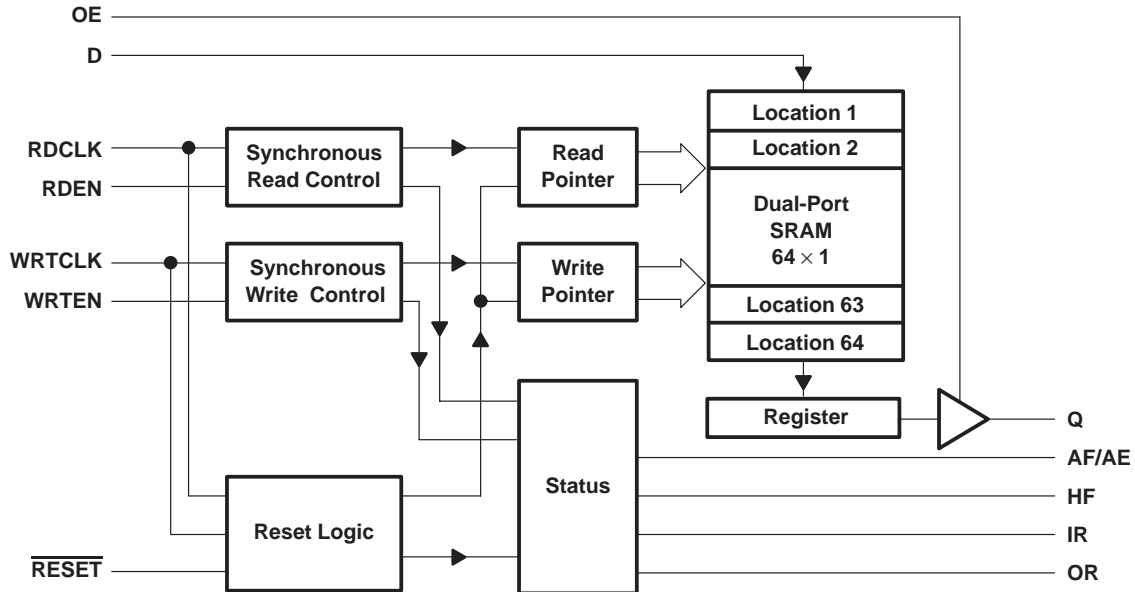 OE
D
RDCLK
RDEN
WRTCLK
WRTEN
RESET
Synchronous
Read Control
Synchronous
Write Control
Reset Logic
Read
Pointer
Write
Pointer
Status
Location 1
Location 2
Dual-Port
SRAM
64 × 1
Location 63
Location 64
Register
Q
AF/AE
HF
IR
OR